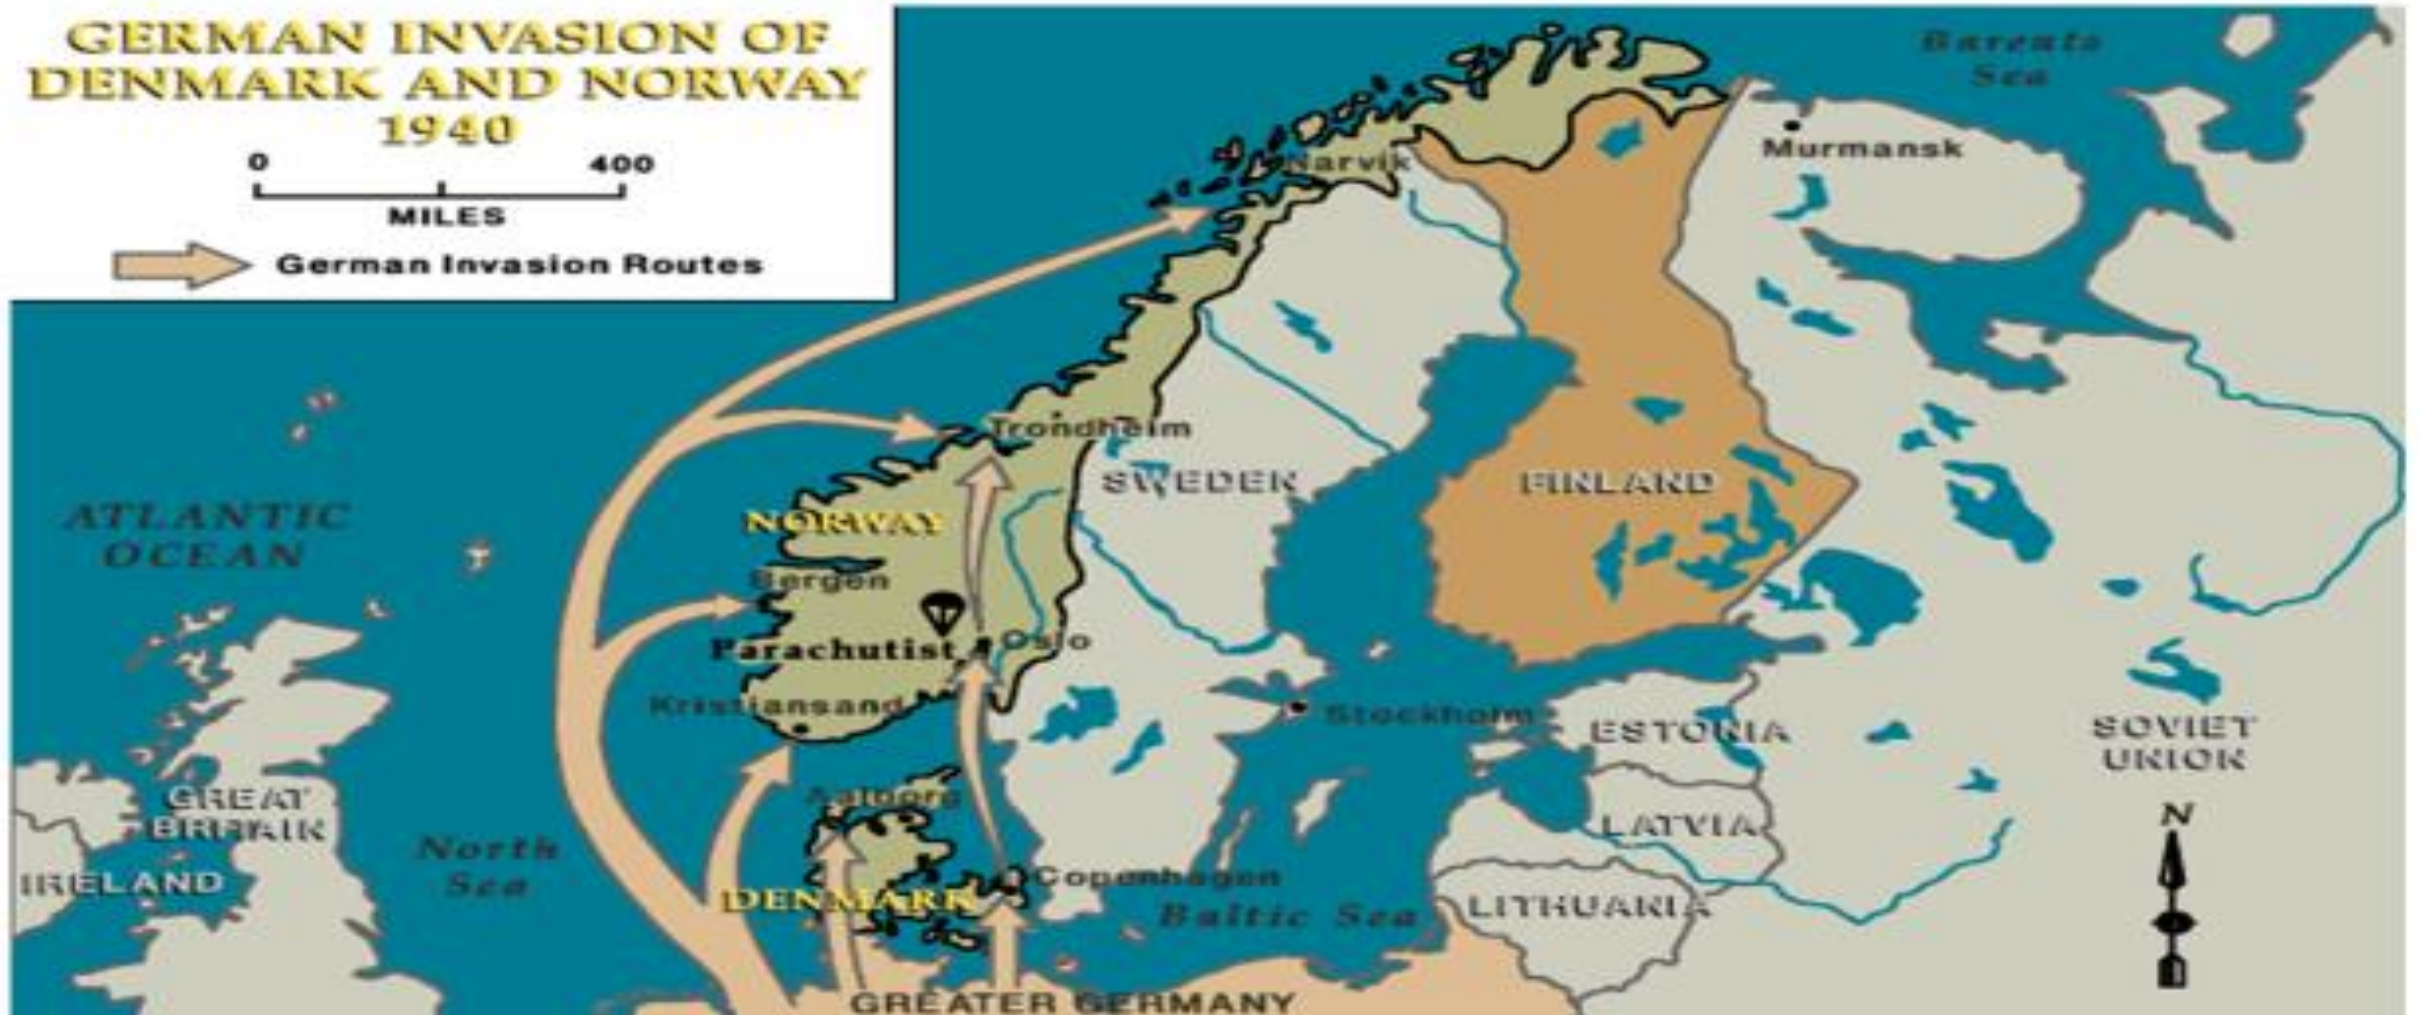 GERMAN INVASION OF
DENMARK AND NORWAY
1940
0 400
MILES
German Invasion Routes
Barents
Sea
Murmansk
Narvik
Trondheim
SWEDEN
FINLAND
ATLANTIC
OCEAN
NORWAY
Bergen
Parachutist
Oslo
Kristiansand
Stockholm
ESTONIA
SOVIET
UNION
GREAT
BRITAIN
Aalborg
LATVIA
N
North
Sea
IRELAND
DENMARK
Copenhagen
Baltic Sea
LITHUANIA
GREATER GERMANY